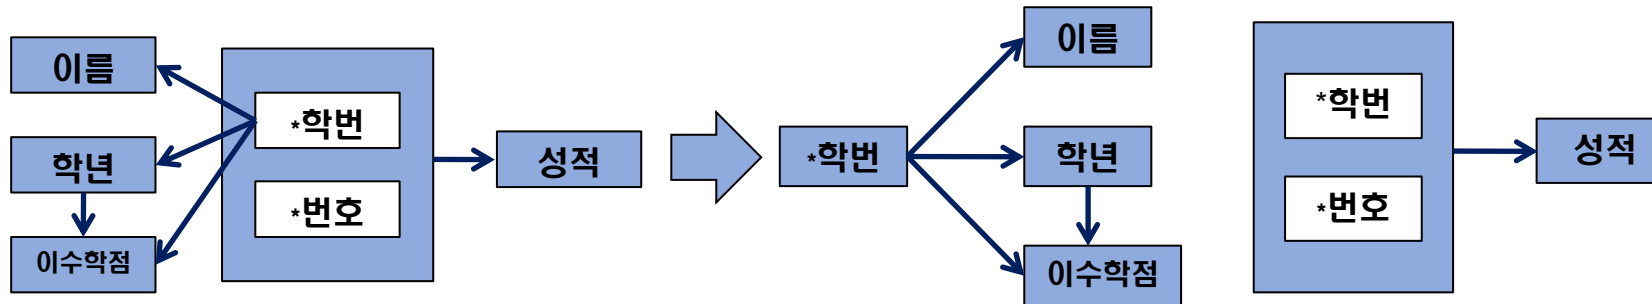 이름
*학번
학년
성적
*번호
이수학점
이름
*학번
학년
이수학점
*학번
성적
*번호